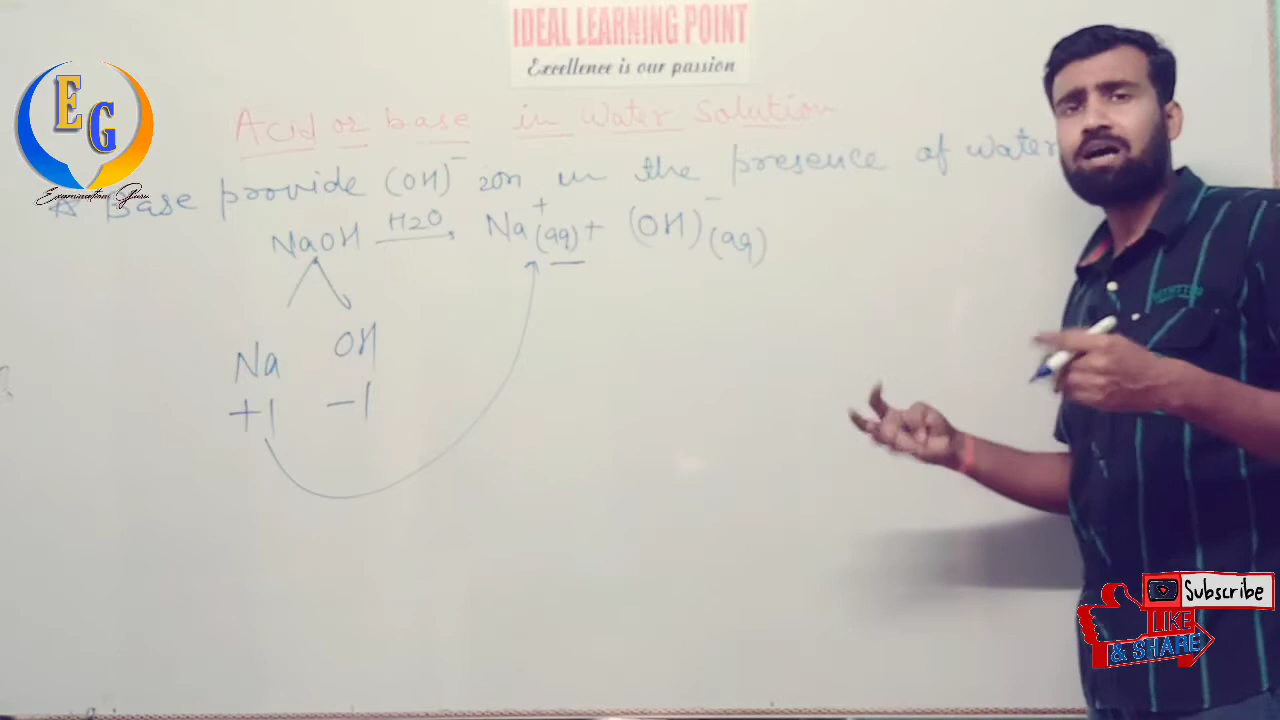 IDEAL LEARNING POINT
Excellence is our passion
EG
Examination Guru
Acid or base in Water Solution
Base provide (OH)⁻ ion in the presence of water
NaOH H2O→ Na⁺(aq) + (OH)⁻(aq)
Na OH
+1 -1
Subscribe
LIKE
& SHARE